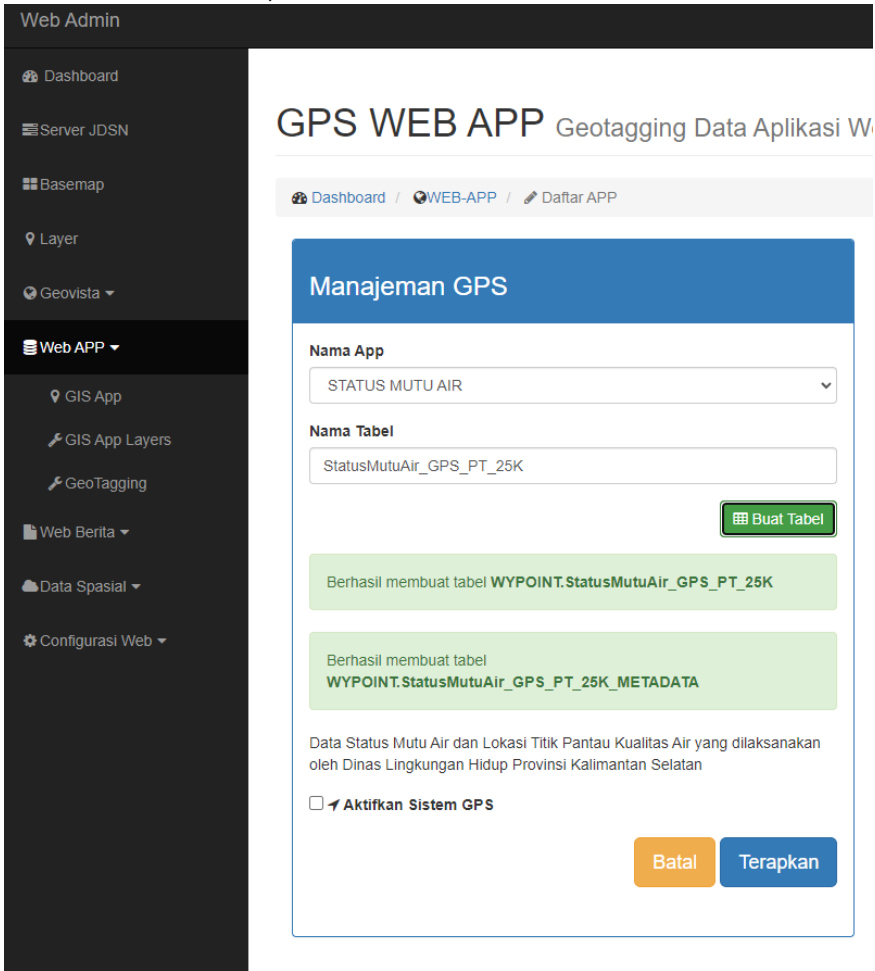 Web Admin
Dashboard
Server JDSN
Basemap
Layer
Geovista
Web APP
GIS App
GIS App Layers
GeoTagging
Web Berita
Data Spasial
Configurasi Web
GPS WEB APP Geotagging Data Aplikasi
Dashboard / WEB-APP / Daftar APP
Manajeman GPS
Nama App
STATUS MUTU AIR
Nama Tabel
StatusMutuAir_GPS_PT_25K
Buat Tabel
Berhasil membuat tabel WYPOINT.StatusMutuAir_GPS_PT_25K
Berhasil membuat tabel
WYPOINT.StatusMutuAir_GPS_PT_25K_METADATA
Data Status Mutu Air dan Lokasi Titik Pantau Kualitas Air yang dilaksanakan
oleh Dinas Lingkungan Hidup Provinsi Kalimantan Selatan
Aktifkan Sistem GPS
Batal Terapkan